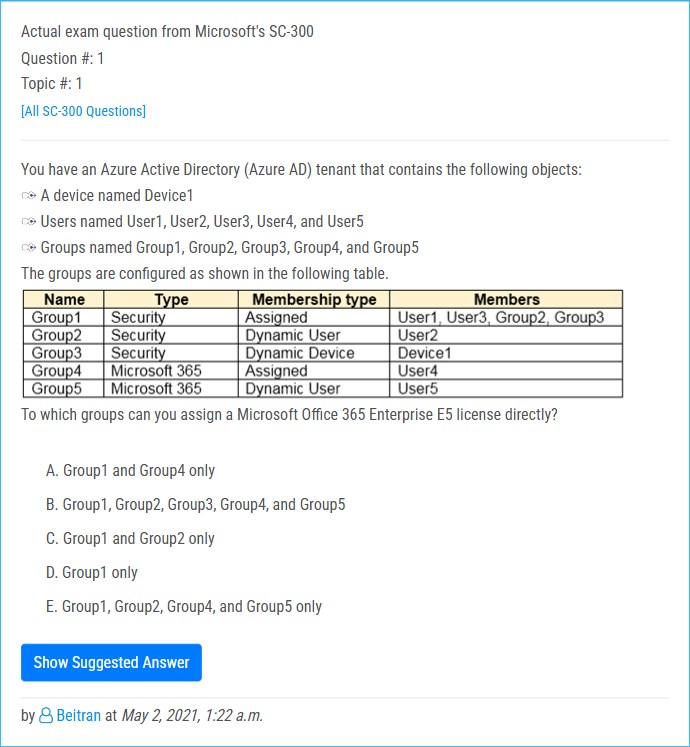 Actual exam question from Microsoft's SC-300
Question #: 1
Topic #: 1
[All SC-300 Questions]
You have an Azure Active Directory (Azure AD) tenant that contains the following objects:
A device named Device1
Users named User1, User2, User3, User4, and User5
Groups named Group1, Group2, Group3, Group4, and Group5
The groups are configured as shown in the following table.
Name Type Membership type Members
Group1 Security Assigned User1, User3, Group2, Group3
Group2 Security Dynamic User User2
Group3 Security Dynamic Device Device1
Group4 Microsoft 365 Assigned User4
Group5 Microsoft 365 Dynamic User User5
To which groups can you assign a Microsoft Office 365 Enterprise E5 license directly?
A. Group1 and Group4 only
B. Group1, Group2, Group3, Group4, and Group5
C. Group1 and Group2 only
D. Group1 only
E. Group1, Group2, Group4, and Group5 only
Show Suggested Answer
by Beitran at May 2, 2021, 1:22 a.m.